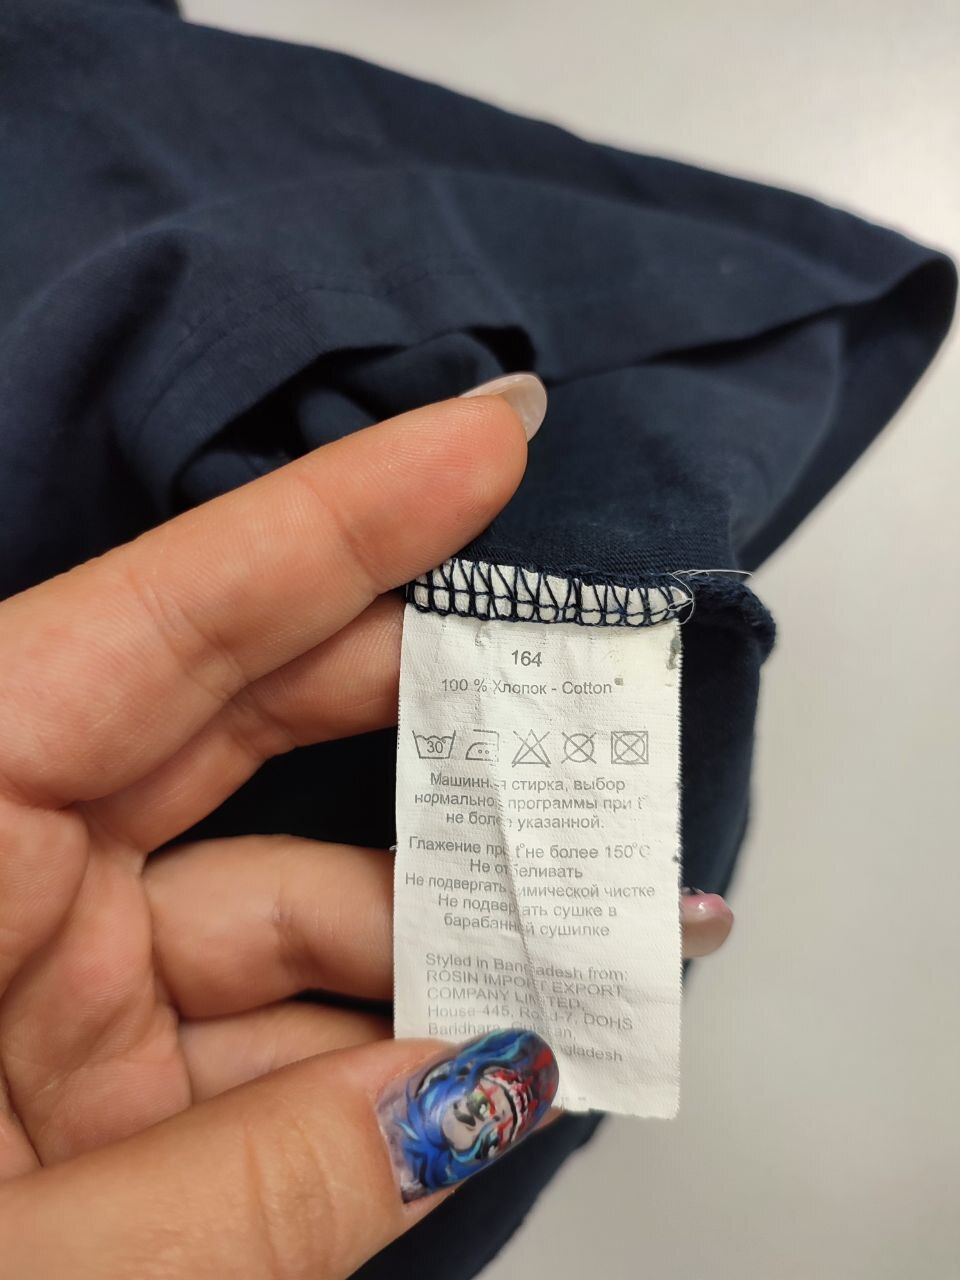 164
100 % Хлопок - Cotton
30°
Машинная стирка, выбор
программы при t°
не более указанной.
Глажение при t°не более 150°C
Не отбеливать
Не подвергать химической чистке
Не подвергать сушке в
барабанной сушилке
Styled in Bangladesh from:
ROSIN IMPORT EXPORT
COMPANY LIMITED,
House-445, Road-7, DOHS
Baridhara,
Bangladesh